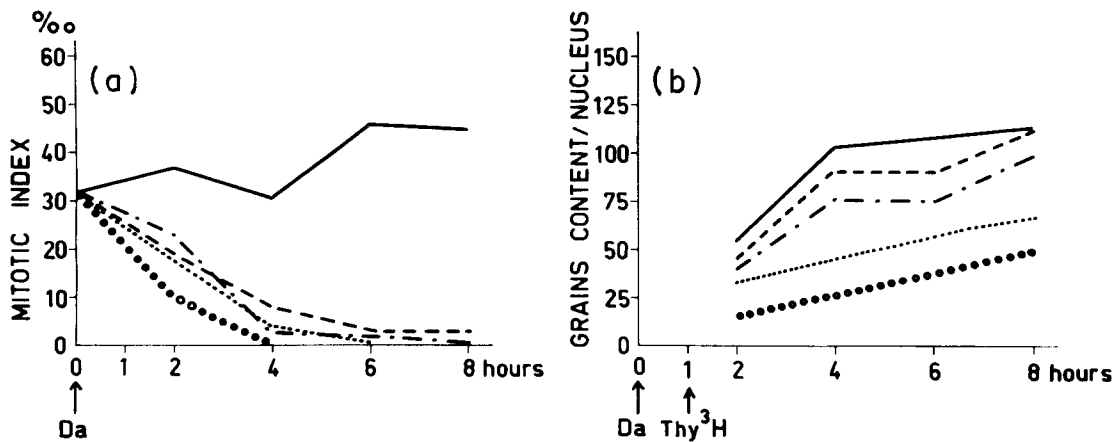 ‰
60
50
40
30
20
10
0
(a)
MITOTIC INDEX
0 1 2 4 6 8 hours
Da
150
125
100
75
50
25
0
(b)
GRAINS CONTENT/NUCLEUS
0 1 2 4 6 8 hours
Da Thy³H